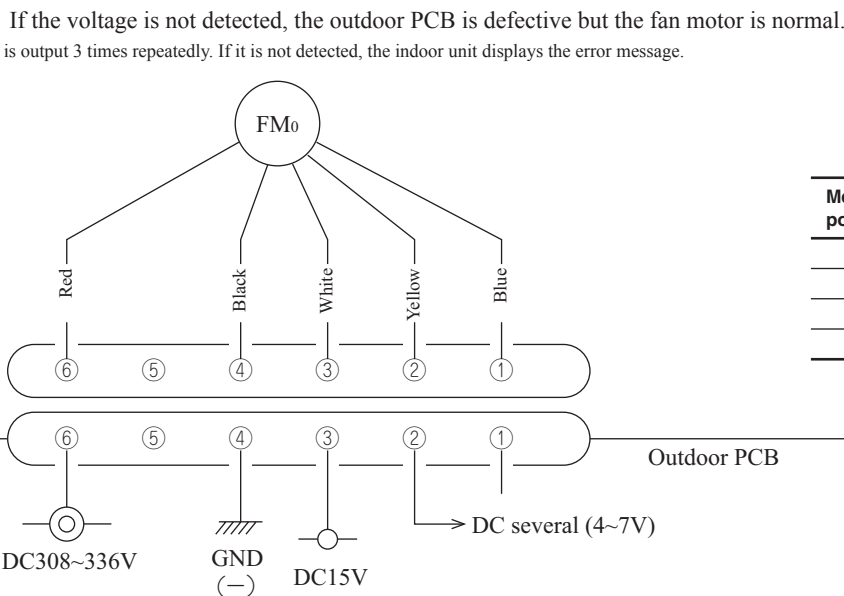 If the voltage is not detected, the outdoor PCB is defective but the fan motor is normal.
is output 3 times repeatedly. If it is not detected, the indoor unit displays the error message.
FM0
Red
Black
White
Yellow
Blue
⑥ ⑤ ④ ③ ② ①
⑥ ⑤ ④ ③ ② ①
Outdoor PCB
DC several (4~7V)
DC308~336V
GND
(−)
DC15V